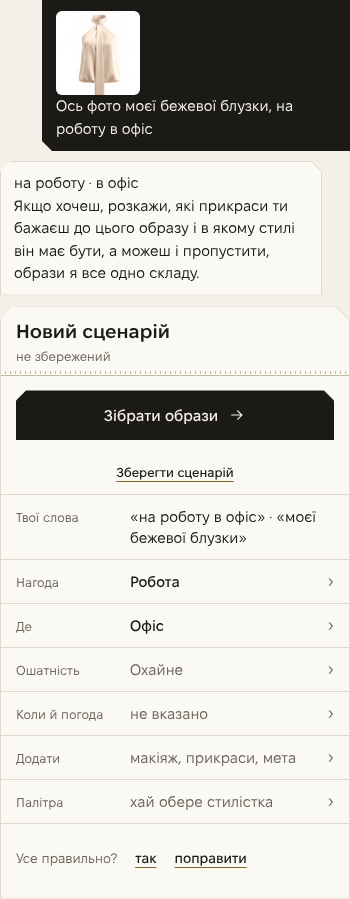 Ось фото моєї бежевої блузки, на
роботу в офіс
на роботу · в офіс
Якщо хочеш, розкажи, які прикраси ти
бажаєш до цього образу і в якому стилі
він має бути, а можеш і пропустити,
образи я все одно складу.
Новий сценарій
не збережений
Зібрати образи →
Зберегти сценарій
Твої слова «на роботу в офіс» · «моєї
бежевої блузки»
Нагода Робота ›
Де Офіс ›
Ошатність Охайне ›
Коли й погода не вказано ›
Додати макіяж, прикраси, мета ›
Палітра хай обере стилістка ›
Усе правильно? так поправити